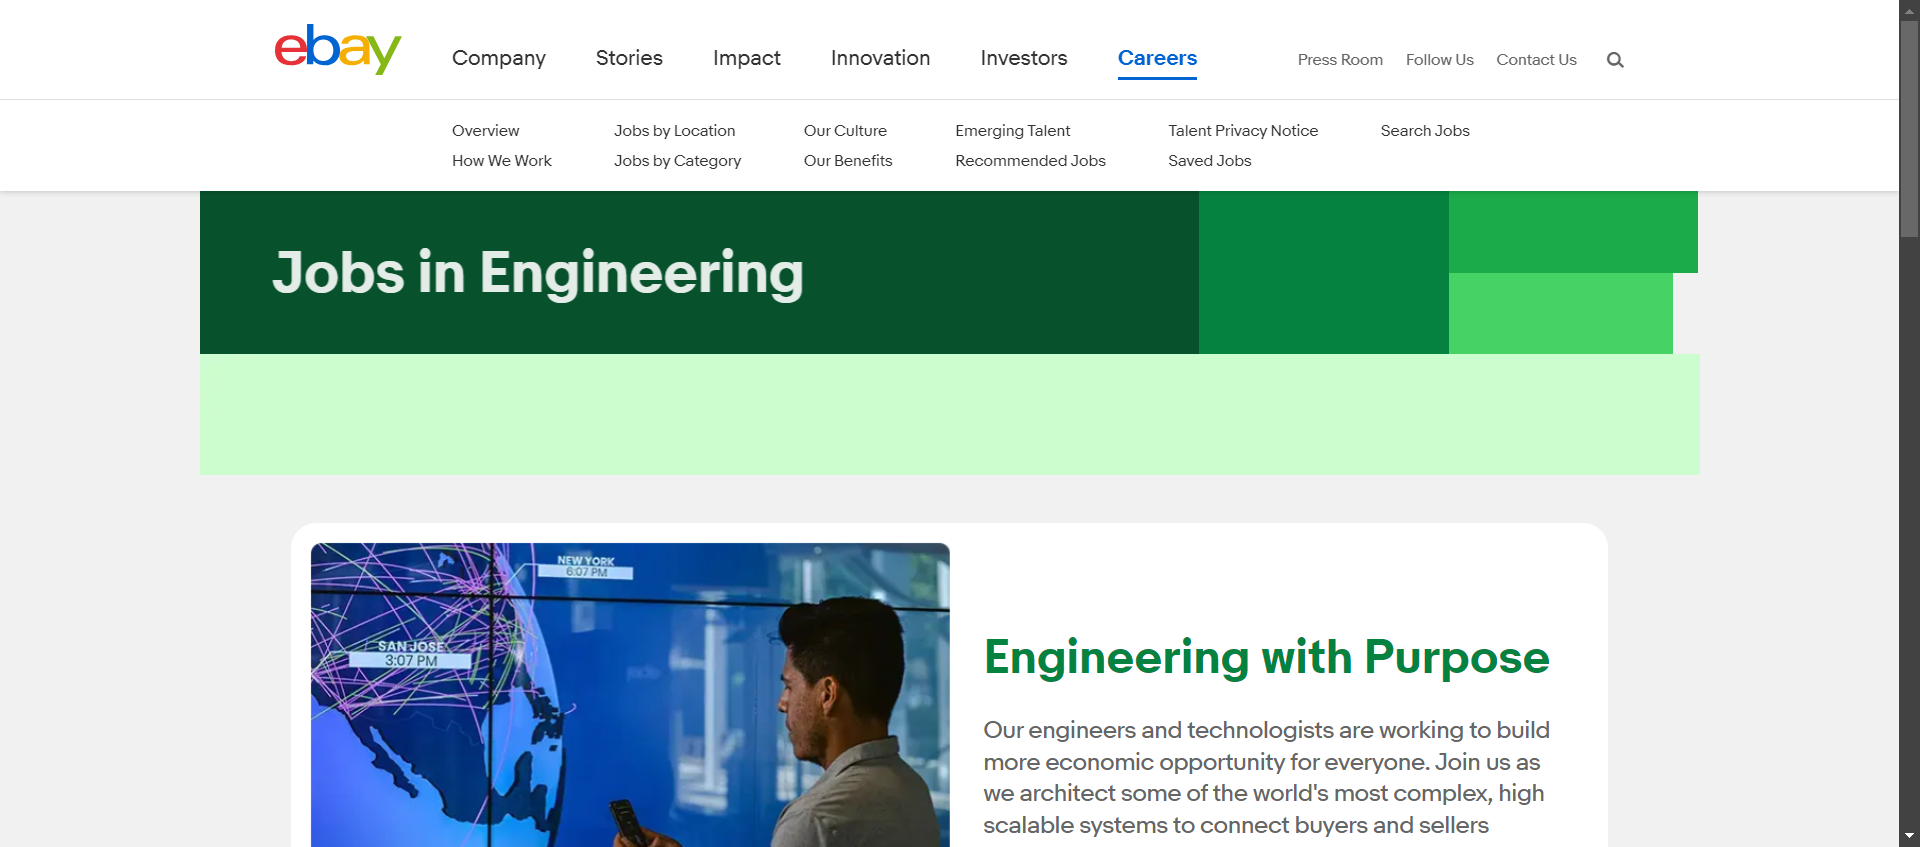 ebay
Company Stories Impact Innovation Investors Careers Press Room Follow Us Contact Us
Overview Jobs by Location Our Culture Emerging Talent Talent Privacy Notice Search Jobs
How We Work Jobs by Category Our Benefits Recommended Jobs Saved Jobs
Jobs in Engineering
NEW YORK
6:07 PM
SAN JOSE
3:07 PM
Engineering with Purpose
Our engineers and technologists are working to build
more economic opportunity for everyone. Join us as
we architect some of the world's most complex, high
scalable systems to connect buyers and sellers